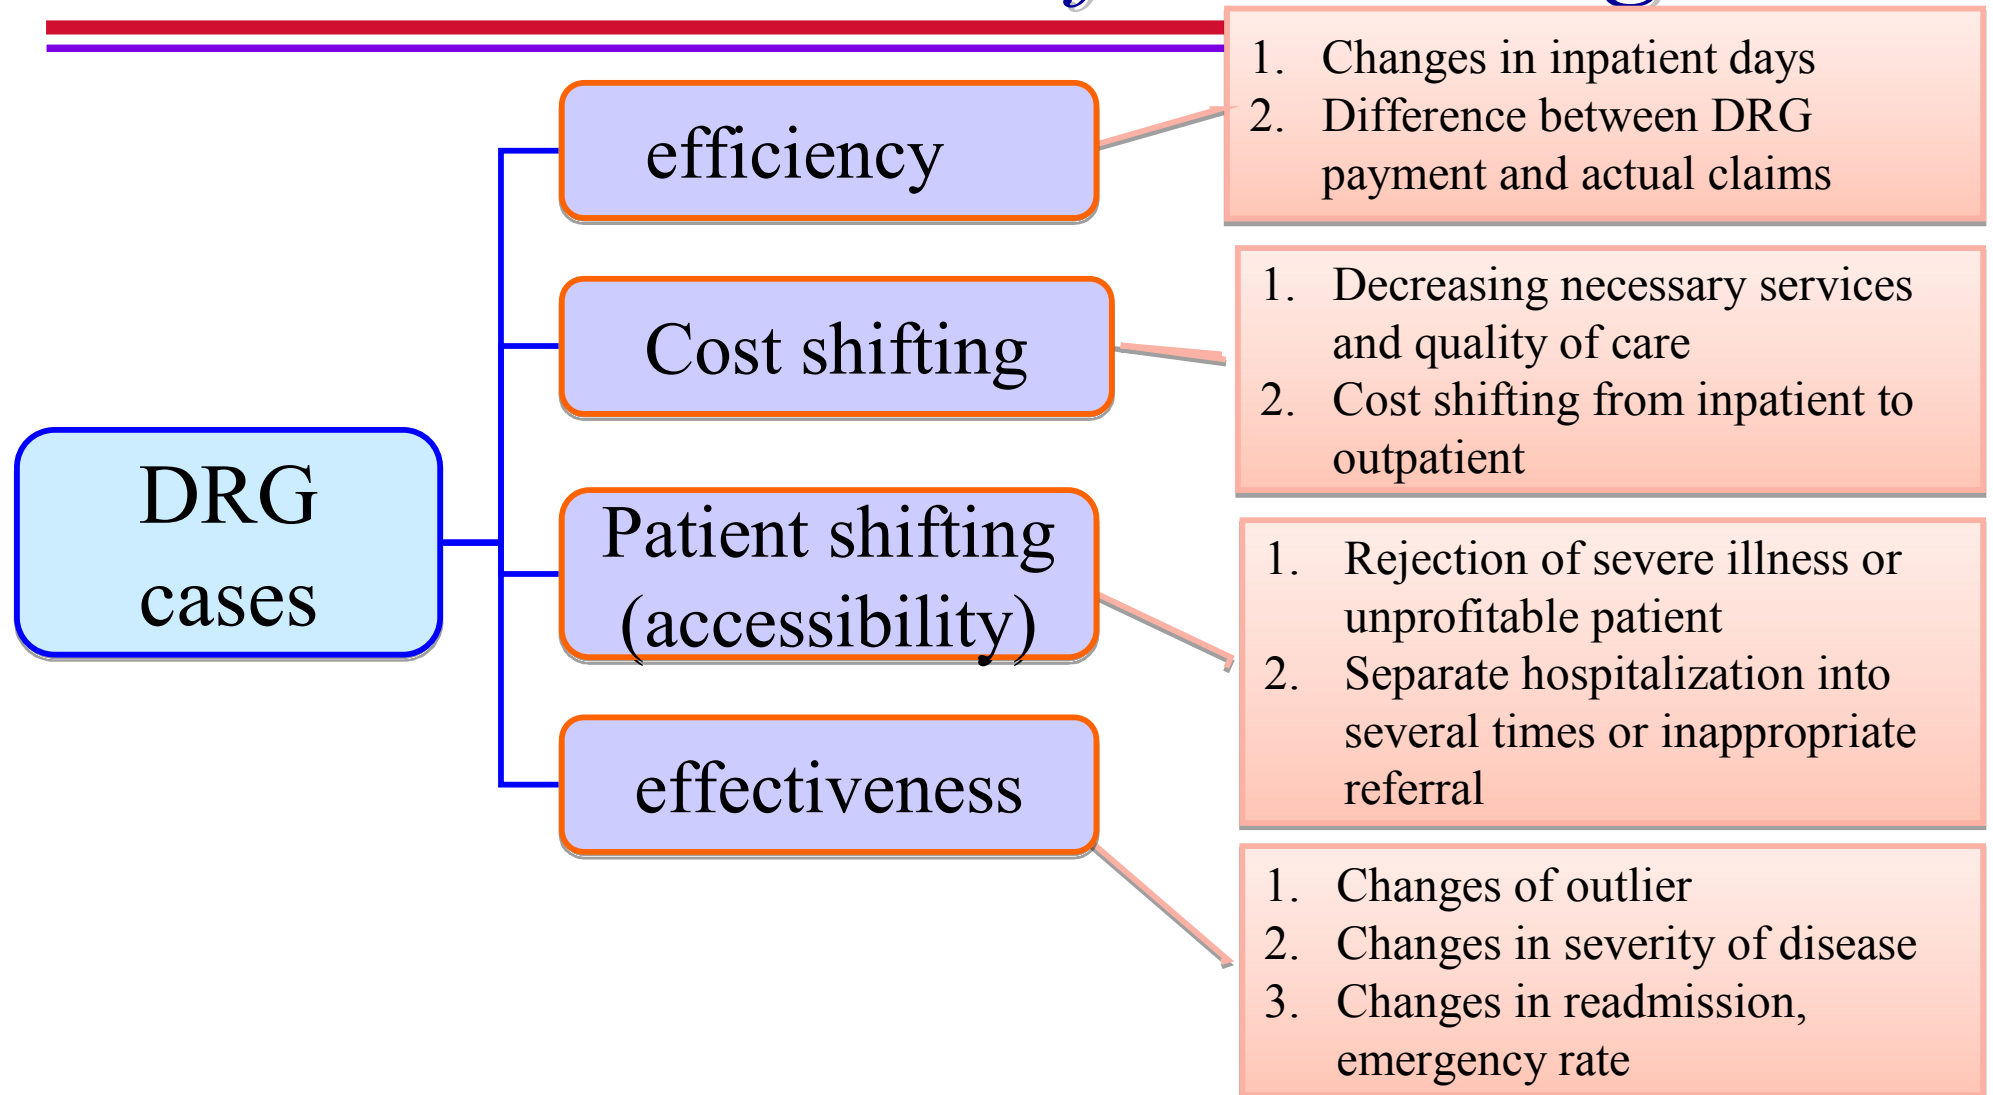 DRG
cases
efficiency
1. Changes in inpatient days
2. Difference between DRG
payment and actual claims
Cost shifting
1. Decreasing necessary services
and quality of care
2. Cost shifting from inpatient to
outpatient
Patient shifting
(accessibility)
1. Rejection of severe illness or
unprofitable patient
2. Separate hospitalization into
several times or inappropriate
referral
effectiveness
1. Changes of outlier
2. Changes in severity of disease
3. Changes in readmission,
emergency rate